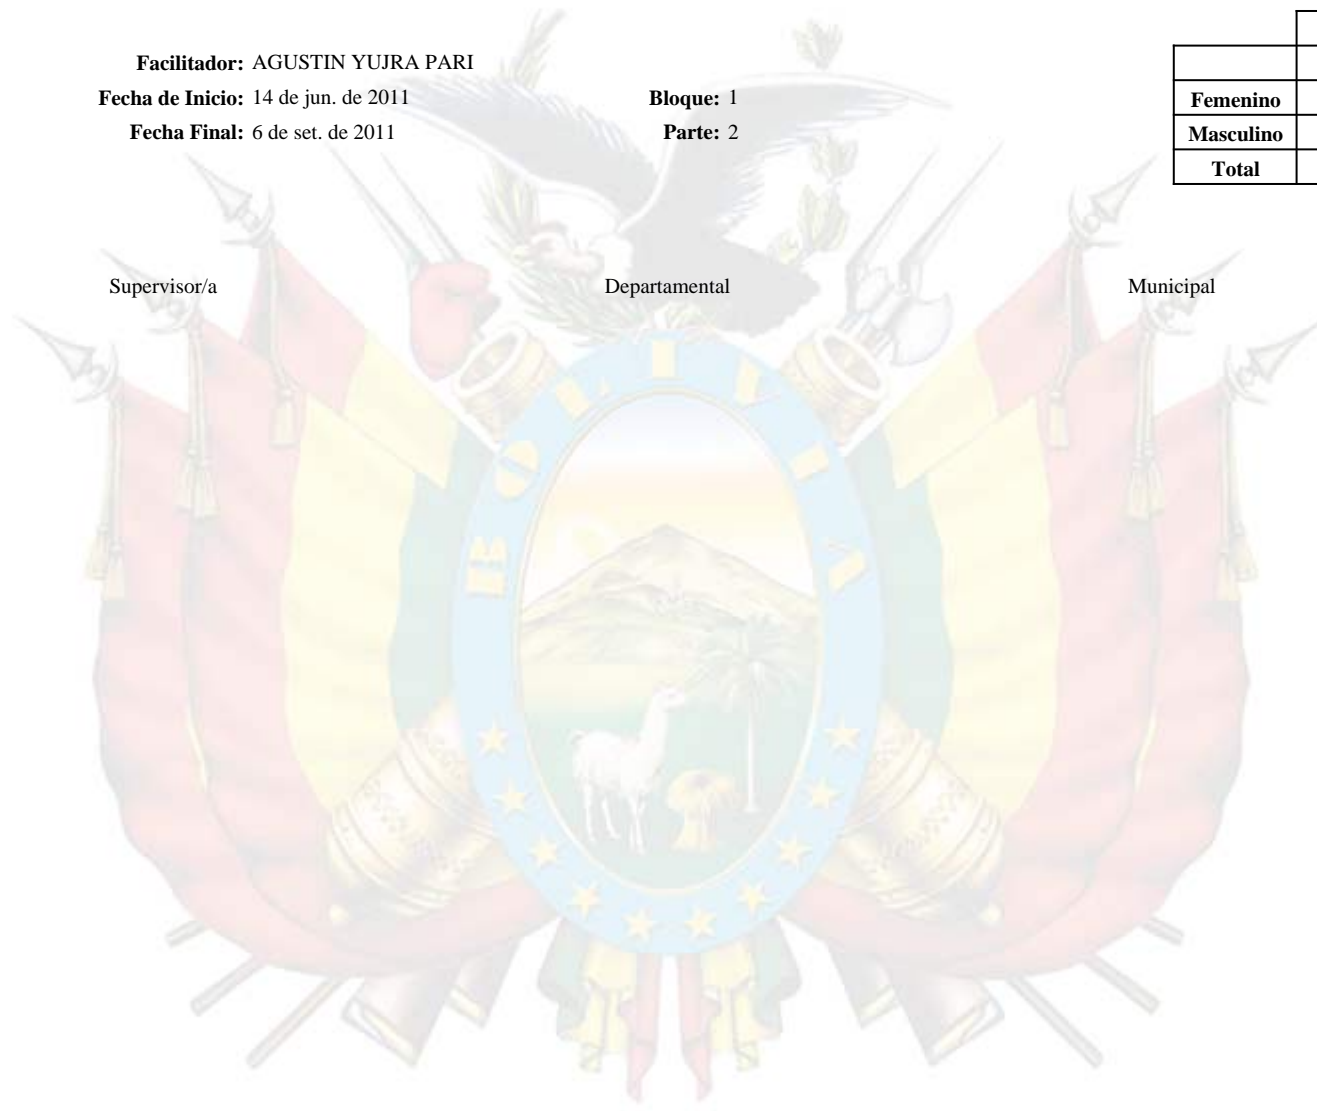 Facilitador: AGUSTIN YUJRA PARI
Fecha de Inicio: 14 de jun. de 2011 Bloque: 1
Femenino
Fecha Final: 6 de set. de 2011 Parte: 2
Masculino
Total
Supervisor/a Departamental Municipal
BOLIVIA